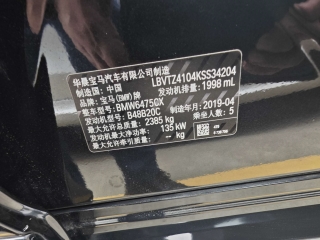 华晨宝马汽车有限公司制造
制造国: 中国 LBVTZ4104KSS34204
品牌: 宝马(BMW)牌 发动机排量: 1998 mL
整车型号: BMW6475GX
发动机型号: B48B20C 制造年月: 2019-04
最大允许总质量: 2385 kg 乘坐人数: 5
发动机最大净功率: 135 kW
最大允许牵引质量: -- kg